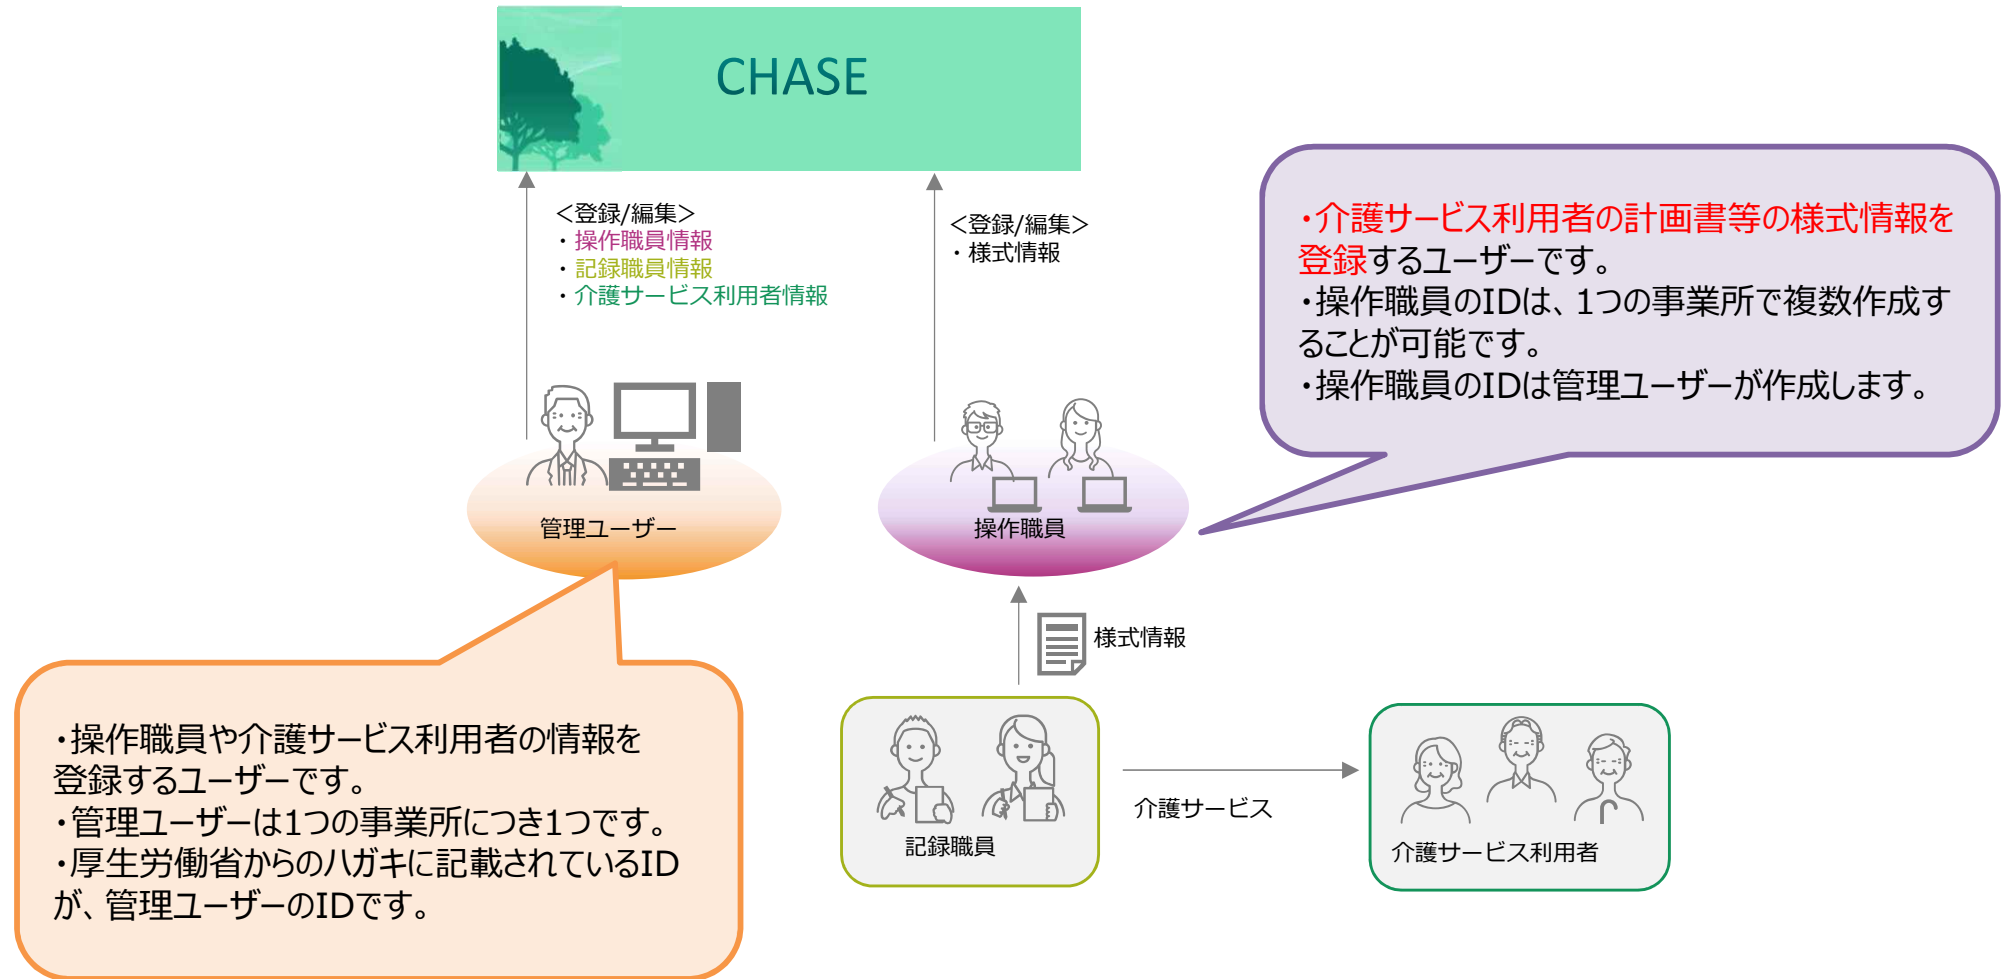 CHASE
＜登録/編集＞
・操作職員情報
・記録職員情報
・介護サービス利用者情報
＜登録/編集＞
・様式情報
・介護サービス利用者の計画書等の様式情報を
登録するユーザーです。
・操作職員のIDは、1つの事業所で複数作成す
ることが可能です。
・操作職員のIDは管理ユーザーが作成します。
管理ユーザー
操作職員
様式情報
・操作職員や介護サービス利用者の情報を
登録するユーザーです。
・管理ユーザーは1つの事業所につき1つです。
・厚生労働省からのハガキに記載されているID
が、管理ユーザーのIDです。
記録職員
介護サービス
介護サービス利用者